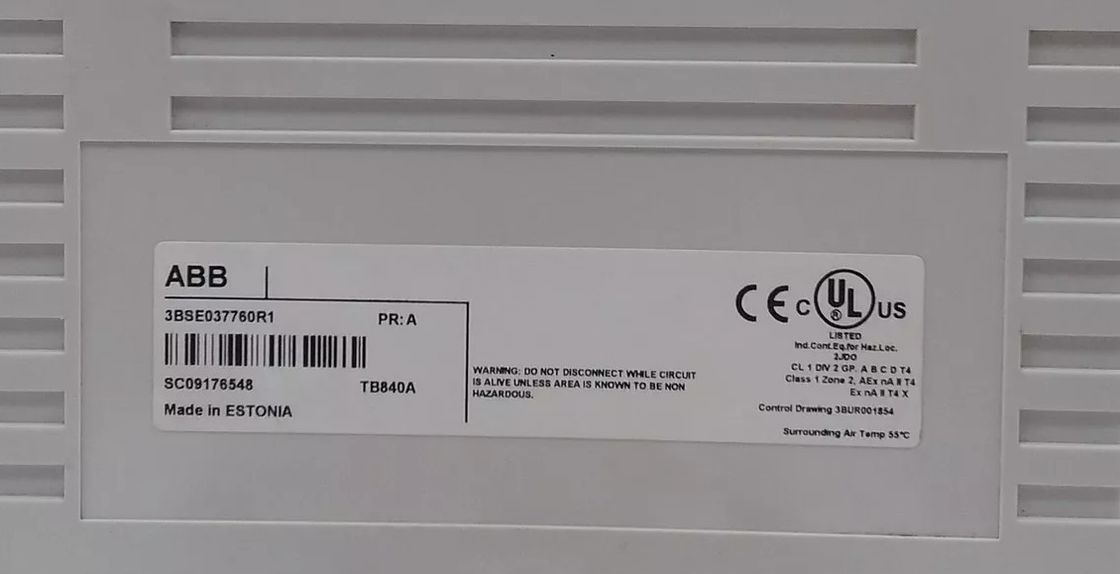 ABB
3BSE037760R1
PR: A
SC09176548
TB840A
Made in ESTONIA
WARNING: DO NOT DISCONNECT WHILE CIRCUIT
IS ALIVE UNLESS AREA IS KNOWN TO BE NON
HAZARDOUS.
CE C UL ® US
LISTED
Ind.Cont.Eq.for Haz.Loc.
2JD0
CL 1 DIV 2 GP. A B C D T4
Class 1 Zone 2, AEx nA II T4
Ex nA II T4 X
Control Drawing 3BUR001854
Surrounding Air Temp 55°C